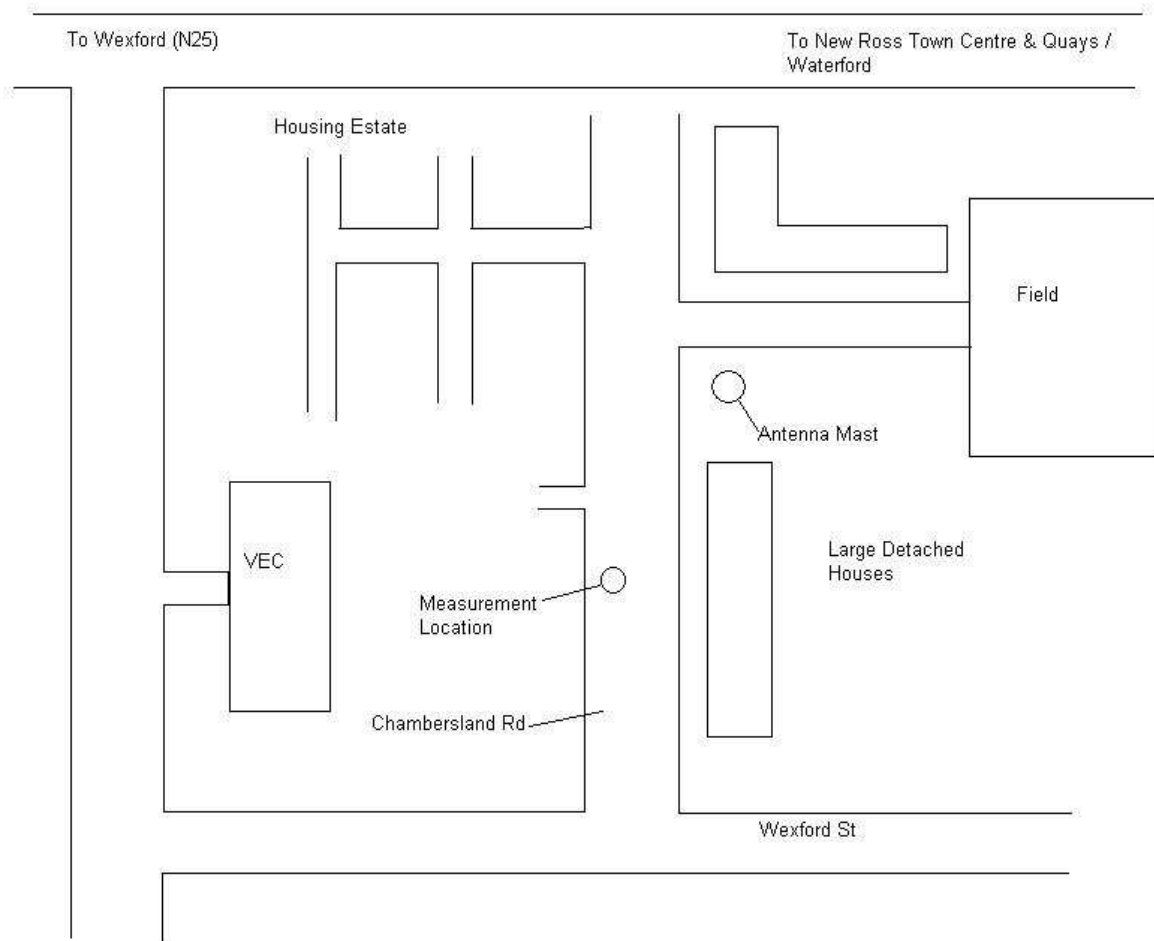 To Wexford (N25)
To New Ross Town Centre & Quays /
Waterford
Housing Estate
Field
Antenna Mast
VEC
Large Detached
Houses
Measurement
Location
Chambersland Rd
Wexford St